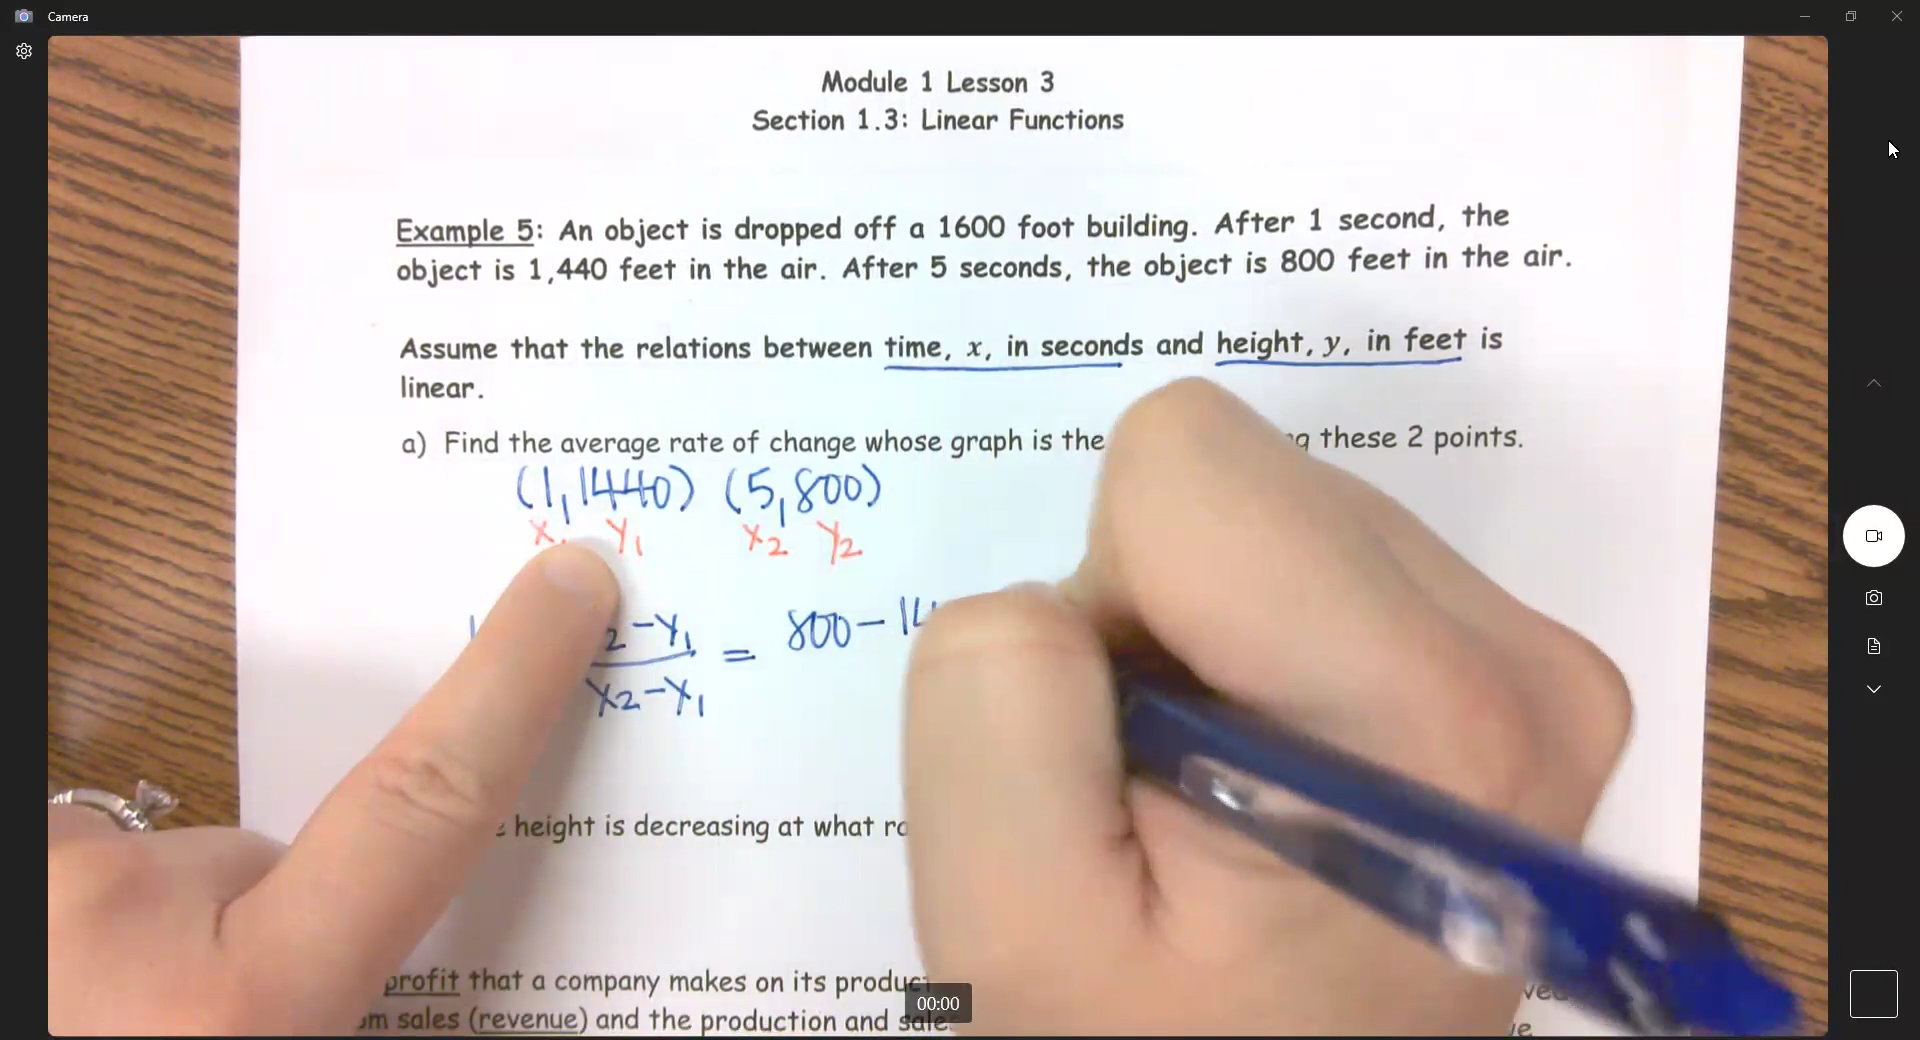 Camera
Module 1 Lesson 3
Section 1.3: Linear Functions
Example 5: An object is dropped off a 1600 foot building. After 1 second, the
object is 1,440 feet in the air. After 5 seconds, the object is 800 feet in the air.
Assume that the relations between time, x, in seconds and height, y, in feet is
linear.
a) Find the average rate of change whose graph is the these 2 points.
(1,1440) (5,800)
x₁ y₁ x₂ y₂
2 - y₁ = 800 - 14
x₂ - x₁
height is decreasing at what
profit that a company makes on its
sales (revenue) and the production and
00:00